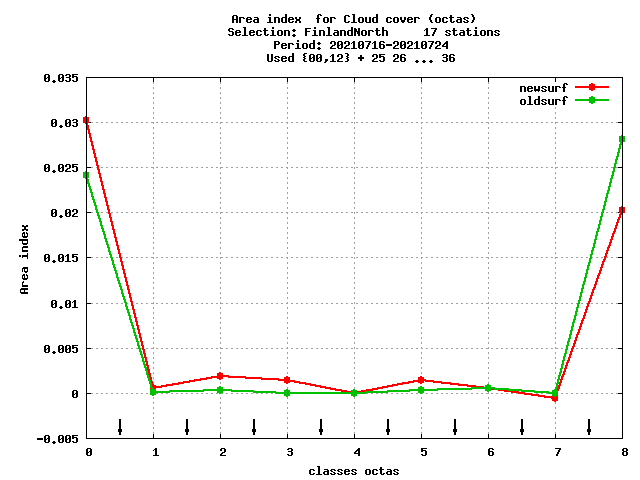 Area index  for Cloud cover (octas)
Selection: FinlandNorth     17 stations
Period: 20210716-20210724
Used {00,12} + 25 26 ... 36
newsurf
oldsurf
0.035
0.03
0.025
0.02
0.015
0.01
0.005
0
-0.005
Area index
0 1 2 3 4 5 6 7 8
classes octas